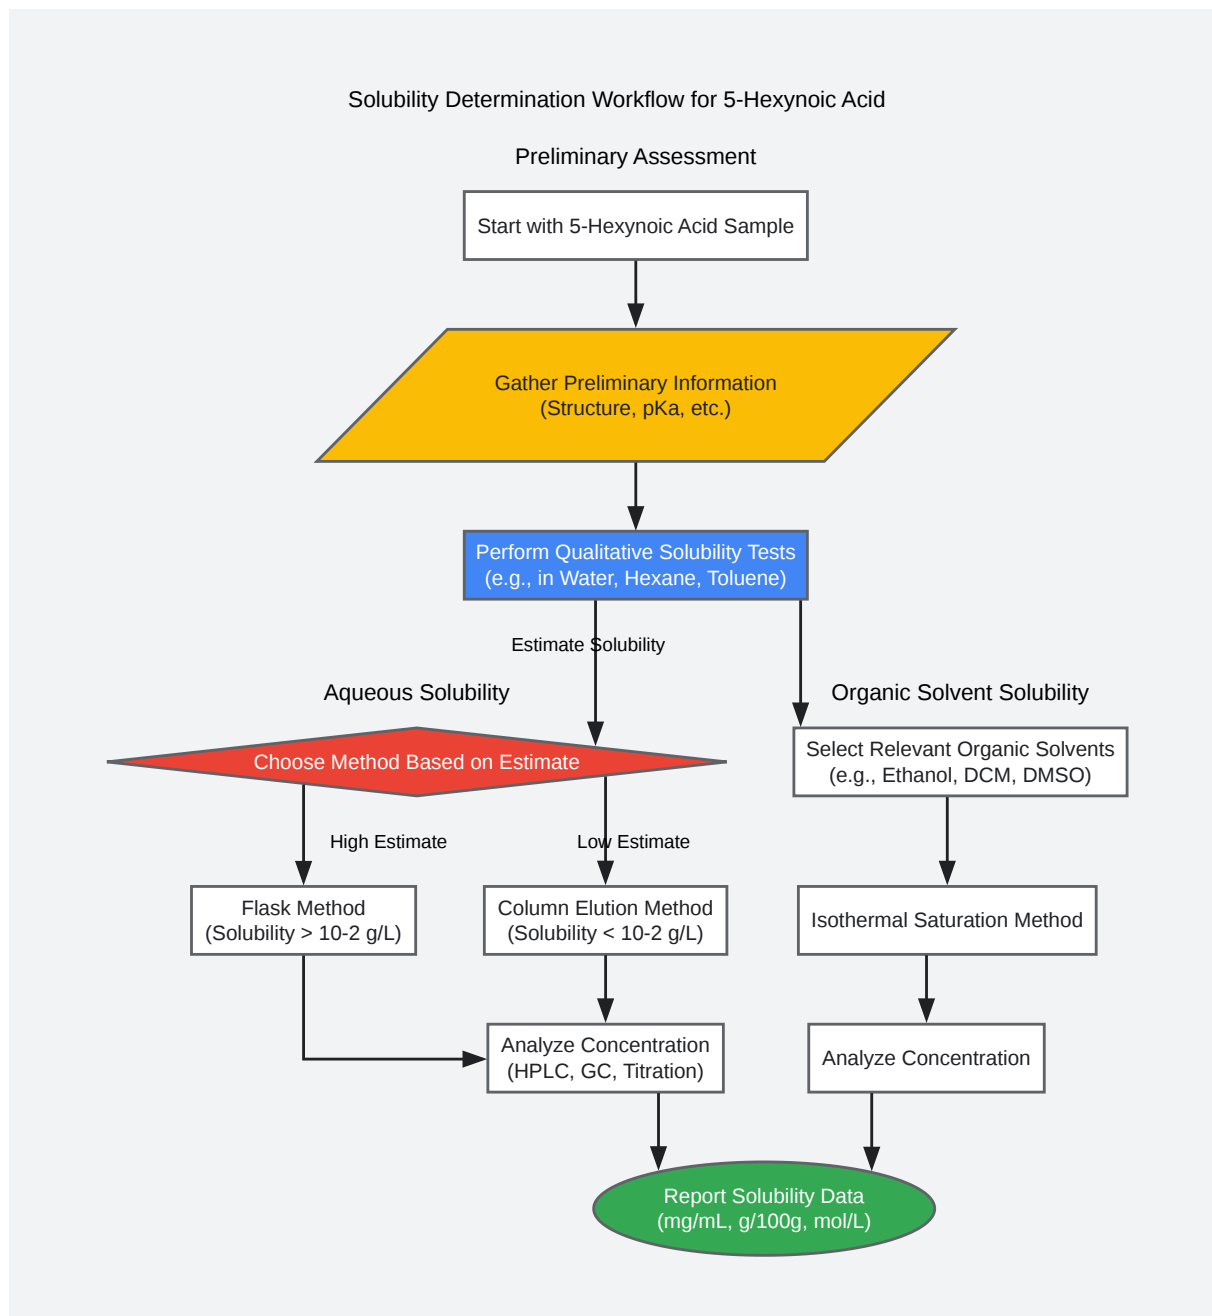 Solubility Determination Workflow for 5-Hexynoic Acid
Preliminary Assessment
Start with 5-Hexynoic Acid Sample
Gather Preliminary Information
(Structure, pKa, etc.)
Perform Qualitative Solubility Tests
(e.g., in Water, Hexane, Toluene)
Estimate Solubility
Aqueous Solubility
Organic Solvent Solubility
Choose Method Based on Estimate
Select Relevant Organic Solvents
(e.g., Ethanol, DCM, DMSO)
High Estimate
Low Estimate
Flask Method
(Solubility > 10-2 g/L)
Column Elution Method
(Solubility < 10-2 g/L)
Isothermal Saturation Method
Analyze Concentration
(HPLC, GC, Titration)
Analyze Concentration
Report Solubility Data
(mg/mL, g/100g, mol/L)